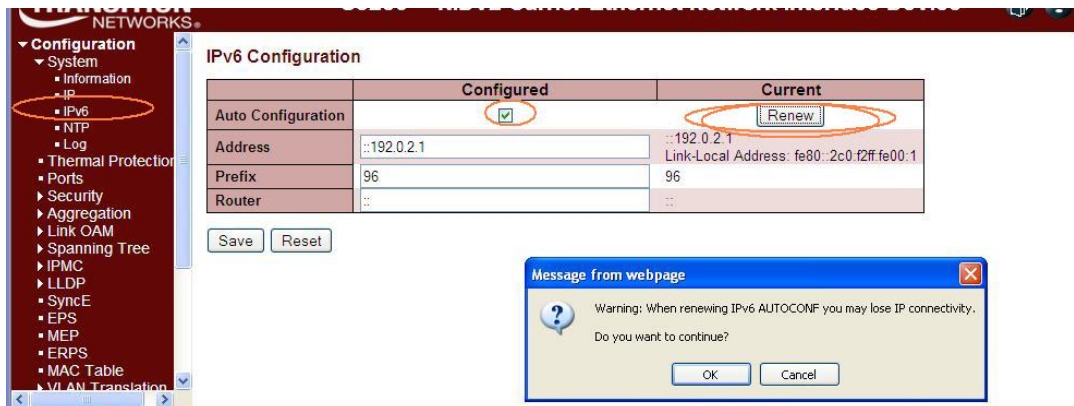 NETWORKS®
Configuration
System
Information
IP
IPv6
NTP
Log
Thermal Protection
Ports
Security
Aggregation
Link OAM
Spanning Tree
IPMC
LLDP
SyncE
EPS
MEP
ERPS
MAC Table
VLAN Translation
IPv6 Configuration
Configured Current
Auto Configuration Renew
Address ::192.0.2.1 ::192.0.2.1
Link-Local Address: fe80::2c0:f2ff:fe00:1
Prefix 96 96
Router :: ::
Save Reset
Message from webpage
Warning: When renewing IPv6 AUTOCONF you may lose IP connectivity.
Do you want to continue?
OK Cancel